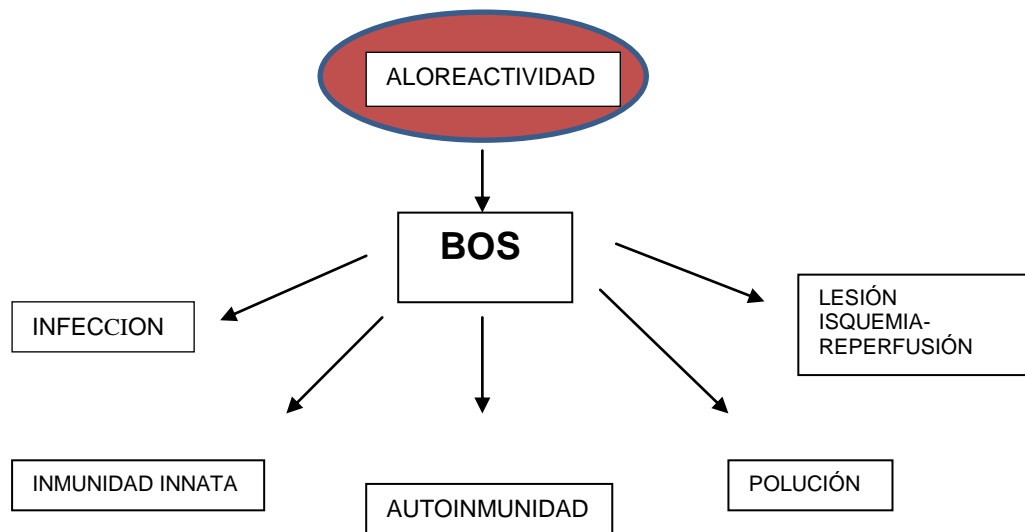 ALOREACTIVIDAD
BOS
INFECCION
LESIÓN
ISQUEMIA-
REPERFUSIÓN
INMUNIDAD INNATA
AUTOINMUNIDAD
POLUCIÓN